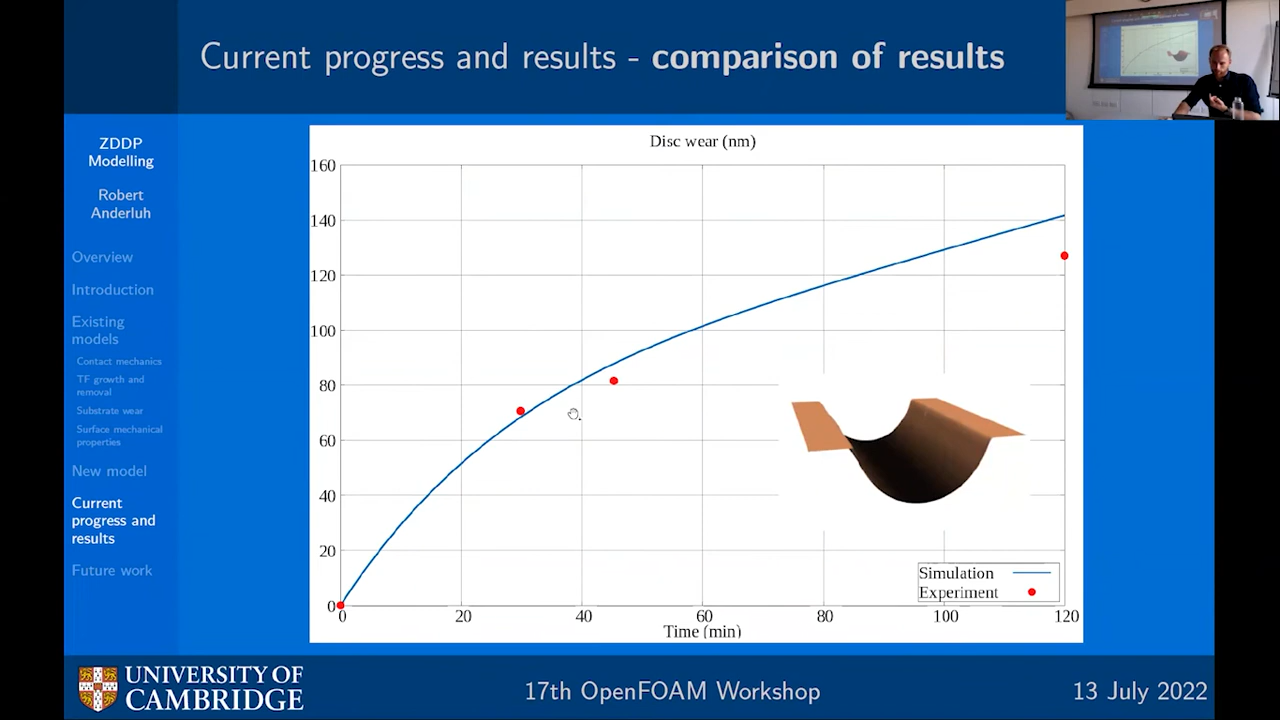 Current progress and results - comparison of results
ZDDP
Modelling
Robert
Anderluh
Overview
Introduction
Existing
models
Contact mechanics
TF growth and
removal
Substrate wear
Surface mechanical
properties
New model
Current
progress and
results
Future work
Disc wear (nm)
160
140
120
100
80
60
40
20
0
0 20 40 60 80 100 120
Time (min)
Simulation
Experiment
UNIVERSITY OF
CAMBRIDGE
17th OpenFOAM Workshop
13 July 2022